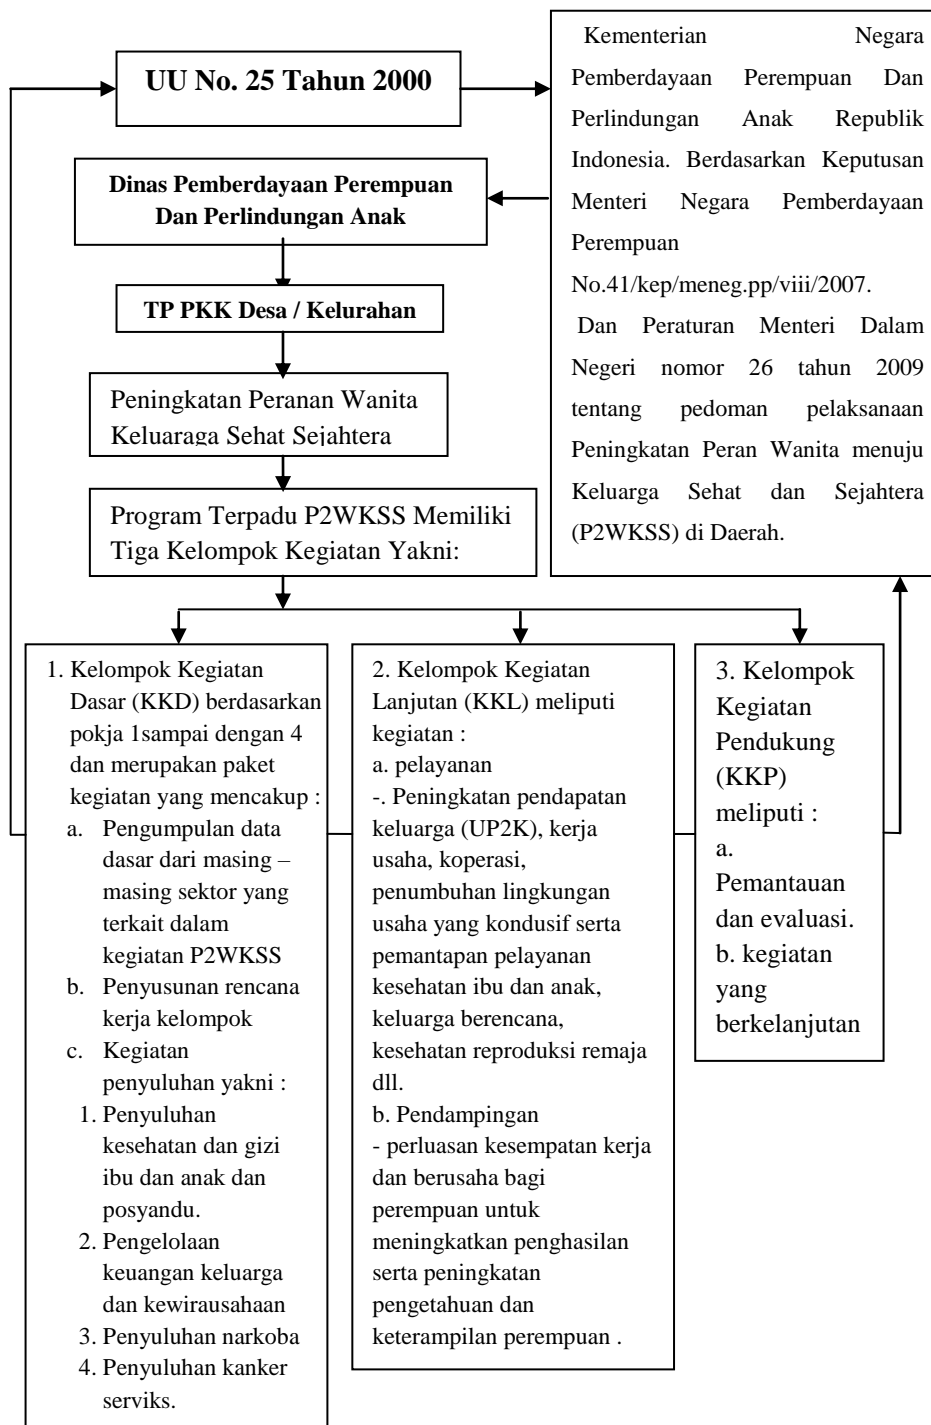 UU No. 25 Tahun 2000
Kementerian Negara
Pemberdayaan Perempuan Dan
Perlindungan Anak Republik
Indonesia. Berdasarkan Keputusan
Menteri Negara Pemberdayaan
Perempuan
No.41/kep/meneg.pp/viii/2007.
Dan Peraturan Menteri Dalam
Negeri nomor 26 tahun 2009
tentang pedoman pelaksanaan
Peningkatan Peran Wanita menuju
Keluarga Sehat dan Sejahtera
(P2WKSS) di Daerah.
Dinas Pemberdayaan Perempuan
Dan Perlindungan Anak
TP PKK Desa / Kelurahan
Peningkatan Peranan Wanita
Keluaraga Sehat Sejahtera
Program Terpadu P2WKSS Memiliki
Tiga Kelompok Kegiatan Yakni:
1. Kelompok Kegiatan
Dasar (KKD) berdasarkan
pokja 1sampai dengan 4
dan merupakan paket
kegiatan yang mencakup :
a. Pengumpulan data
dasar dari masing –
masing sektor yang
terkait dalam
kegiatan P2WKSS
b. Penyusunan rencana
kerja kelompok
c. Kegiatan
penyuluhan yakni :
1. Penyuluhan
kesehatan dan gizi
ibu dan anak dan
posyandu.
2. Pengelolaan
keuangan keluarga
dan kewirausahaan
3. Penyuluhan narkoba
4. Penyuluhan kanker
serviks.
2. Kelompok Kegiatan
Lanjutan (KKL) meliputi
kegiatan :
a. pelayanan
-. Peningkatan pendapatan
keluarga (UP2K), kerja
usaha, koperasi,
penumbuhan lingkungan
usaha yang kondusif serta
pemantapan pelayanan
kesehatan ibu dan anak,
keluarga berencana,
kesehatan reproduksi remaja
dll.
b. Pendampingan
- perluasan kesempatan kerja
dan berusaha bagi
perempuan untuk
meningkatkan penghasilan
serta peningkatan
pengetahuan dan
keterampilan perempuan .
3. Kelompok
Kegiatan
Pendukung
(KKP)
meliputi :
a.
Pemantauan
dan evaluasi.
b. kegiatan
yang
berkelanjutan